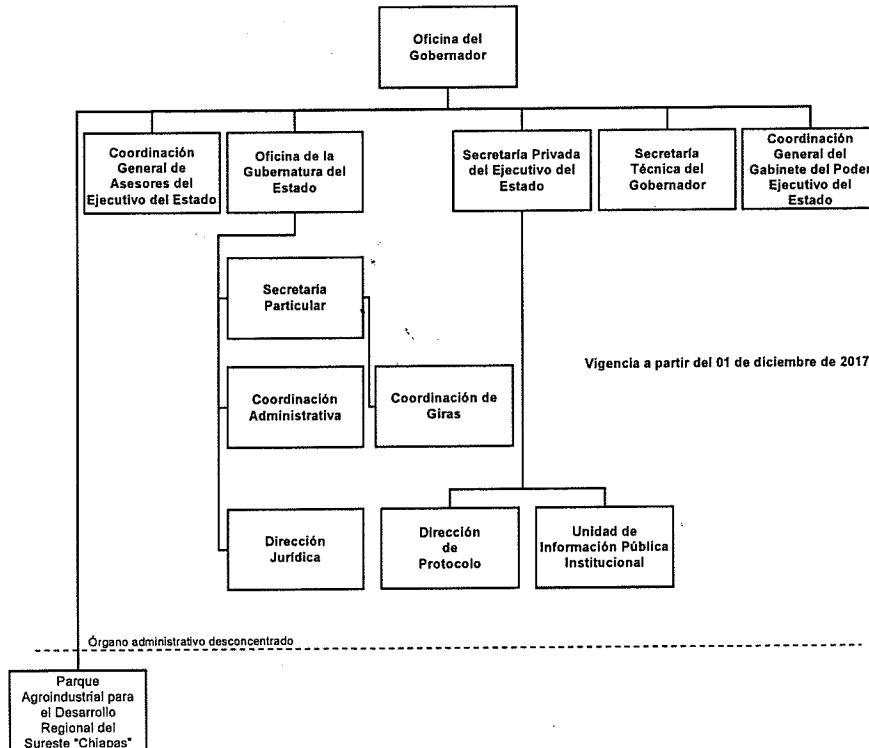 Oficina del
Gobernador
Coordinación
General de
Asesores del
Ejecutivo del Estado
Oficina de la
Gubernatura del
Estado
Secretaría Privada
del Ejecutivo del
Estado
Secretaría
Técnica del
Gobernador
Coordinación
General del
Gabinete del Poder
Ejecutivo del
Estado
Secretaría
Particular
Vigencia a partir del 01 de diciembre de 2017
Coordinación
Administrativa
Coordinación de
Giras
Dirección
Jurídica
Dirección
de
Protocolo
Unidad de
Información Pública
Institucional
Órgano administrativo desconcentrado
Parque
Agroindustrial para
el Desarrollo
Regional del
Sureste "Chiapas"